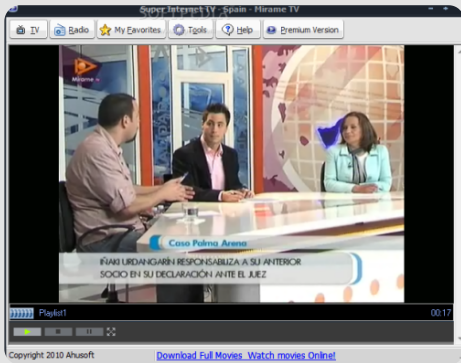 SOFTPEDIA
Super Internet TV - Spain - Mirame TV
TV Radio My Favorites Tools Help Premium Version
Mirame TV
Caso Palma Arena
IÑAKI URDANGARÍN RESPONSABILIZA A SU ANTERIOR
SOCIO EN SU DECLARACIÓN ANTE EL JUEZ
Playlist1 00:17
Copyright 2010 Ahusoft Download Full Movies Watch movies Online!